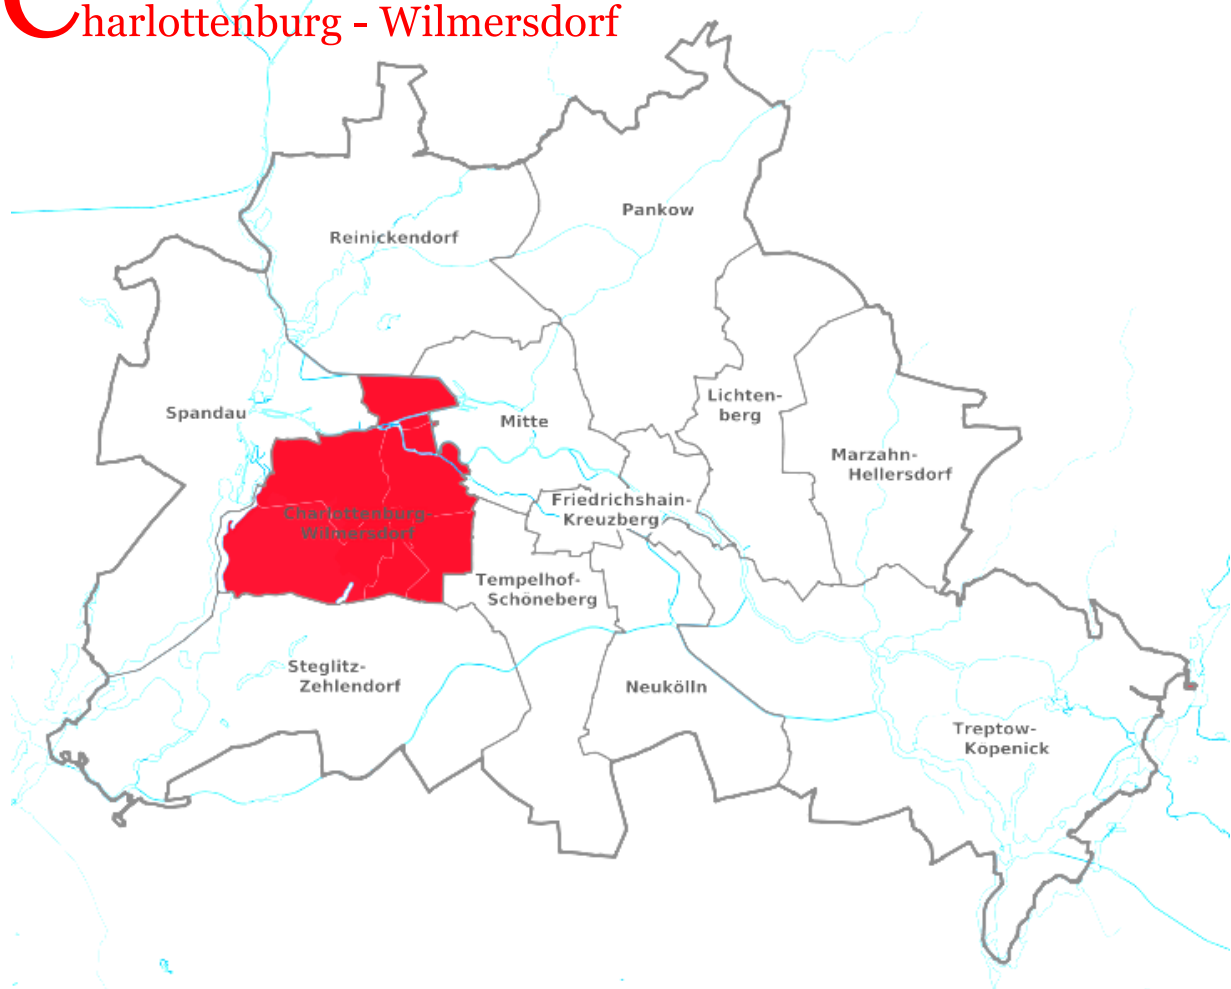 Charlottenburg - Wilmersdorf
Pankow
Reinickendorf
Spandau
Mitte
Lichten-
berg
Marzahn-
Hellersdorf
Friedrichshain-
Kreuzberg
Charlottenburg-
Wilmersdorf
Tempelhof-
Schöneberg
Steglitz-
Zehlendorf
Neukölln
Treptow-
Köpenick